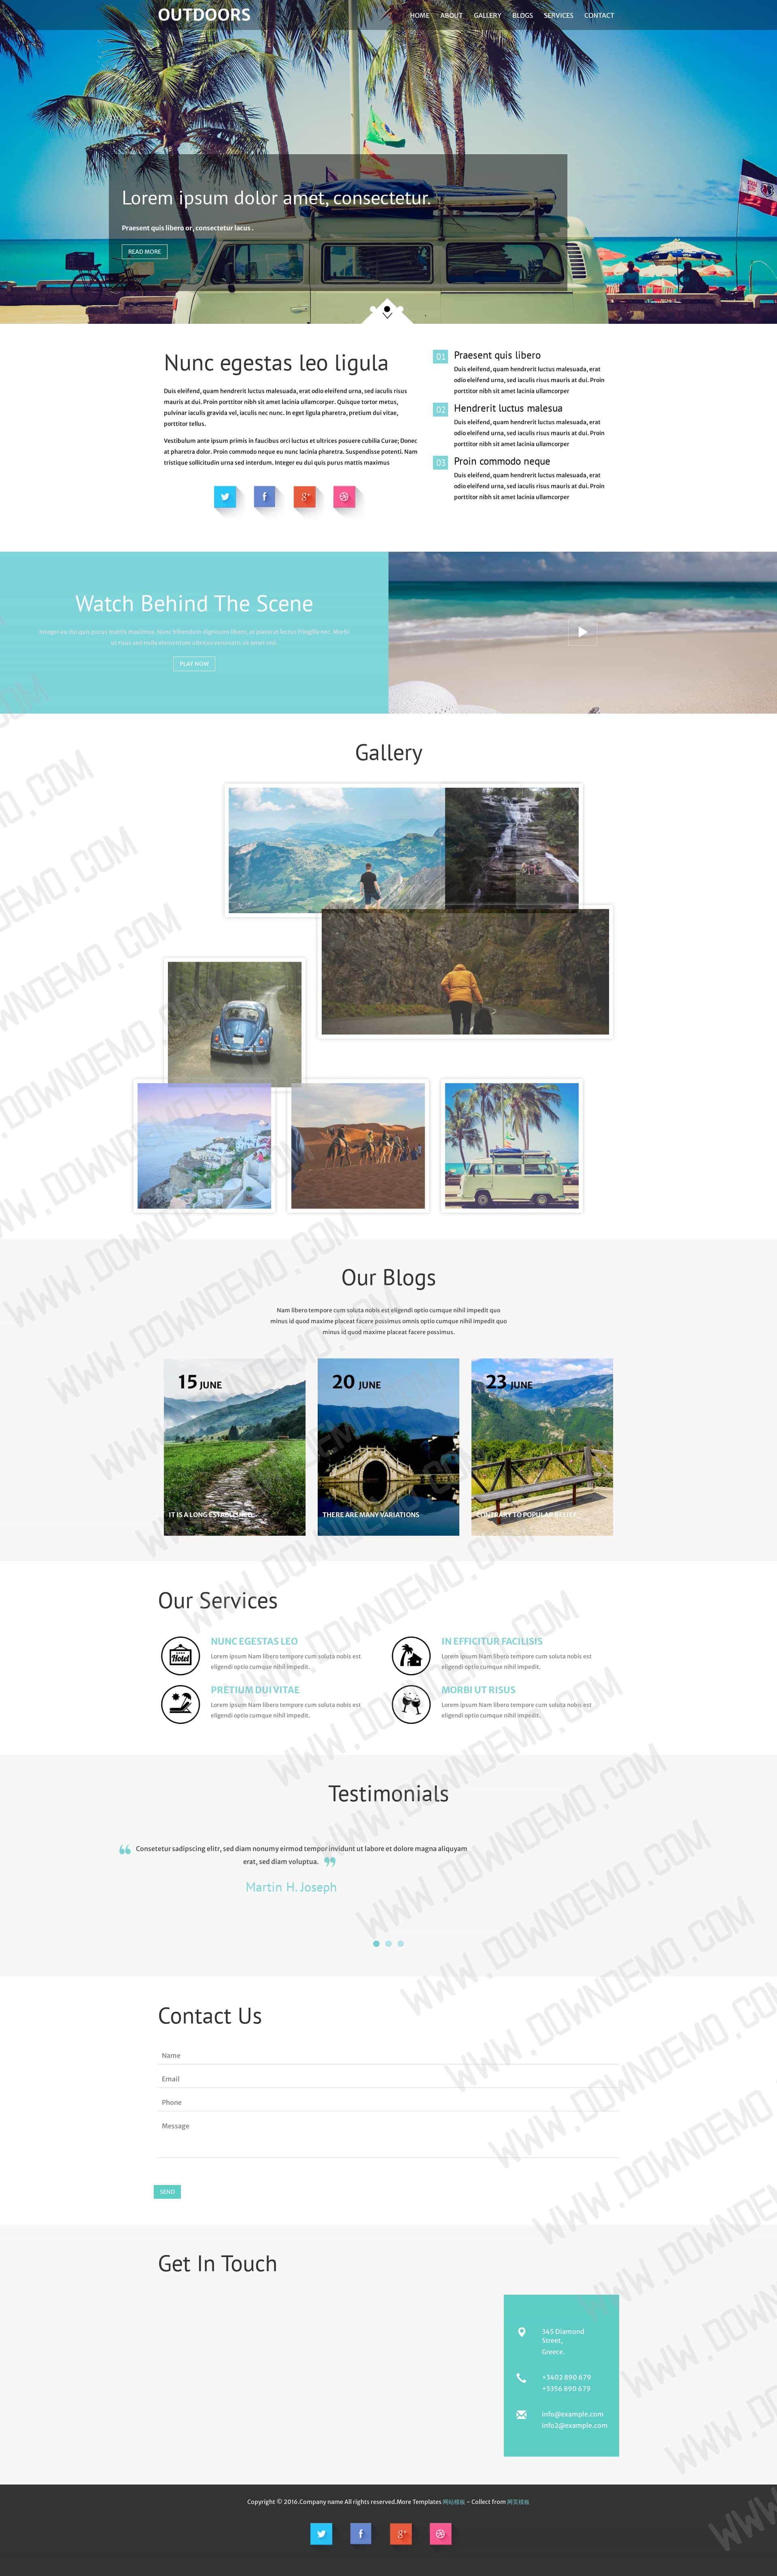 OUTDOORS
HOME ABOUT GALLERY BLOGS SERVICES CONTACT
Lorem ipsum dolor amet, consectetur.
Praesent quis libero or, consectetur lacus .
READ MORE
Nunc egestas leo ligula
Duis eleifend, quam hendrerit luctus malesuada, erat odio eleifend urna, sed iaculis risus
mauris at dui. Proin porttitor nibh sit amet lacinia ullamcorper. Quisque tortor metus,
pulvinar iaculis gravida vel, iaculis nec nunc. In eget ligula pharetra, pretium dui vitae,
porttitor tellus.
Vestibulum ante ipsum primis in faucibus orci luctus et ultrices posuere cubilia Curae; Donec
at pharetra dolor. Proin commodo neque eu nunc lacinia pharetra. Suspendisse potenti. Nam
tristique sollicitudin urna sed interdum. Integer eu dui quis purus mattis maximus
01 Praesent quis libero
Duis eleifend, quam hendrerit luctus malesuada, erat
odio eleifend urna, sed iaculis risus mauris at dui. Proin
porttitor nibh sit amet lacinia ullamcorper
02 Hendrerit luctus malesua
Duis eleifend, quam hendrerit luctus malesuada, erat
odio eleifend urna, sed iaculis risus mauris at dui. Proin
porttitor nibh sit amet lacinia ullamcorper
03 Proin commodo neque
Duis eleifend, quam hendrerit luctus malesuada, erat
odio eleifend urna, sed iaculis risus mauris at dui. Proin
porttitor nibh sit amet lacinia ullamcorper
Watch Behind The Scene
Integer eu dui quis purus mattis maximus. Nunc bibendum dignissim libero, at placerat lectus fringilla nec. Morbi
ut risus sed nulla elementum ultrices venenatis sit amet nisl.
PLAY NOW
Gallery
Our Blogs
Nam libero tempore cum soluta nobis est eligendi optio cumque nihil impedit quo
minus id quod maxime placeat facere possimus omnis optio cumque nihil impedit quo
minus id quod maxime placeat facere possimus.
15 JUNE
IT IS A LONG ESTABLISHED...
20 JUNE
THERE ARE MANY VARIATIONS
23 JUNE
CONTRARY TO POPULAR BELIEF...
Our Services
NUNC EGESTAS LEO
Lorem ipsum Nam libero tempore cum soluta nobis est
eligendi optio cumque nihil impedit.
IN EFFICITUR FACILISIS
Lorem ipsum Nam libero tempore cum soluta nobis est
eligendi optio cumque nihil impedit.
Hotel
PRETIUM DUI VITAE
Lorem ipsum Nam libero tempore cum soluta nobis est
eligendi optio cumque nihil impedit.
MORBI UT RISUS
Lorem ipsum Nam libero tempore cum soluta nobis est
eligendi optio cumque nihil impedit.
Testimonials
Consetetur sadipscing elitr, sed diam nonumy eirmod tempor invidunt ut labore et dolore magna aliquyam
erat, sed diam voluptua.
Martin H. Joseph
Contact Us
Name
Email
Phone
Message
SEND
Get In Touch
345 Diamond
Street,
Greece.
+3402 890 679
+5356 890 679
info@example.com
info2@example.com
Copyright © 2016.Company name All rights reserved.More Templates 网站模板 - Collect from 网页模板
WWW.DOWNDEMO.COM